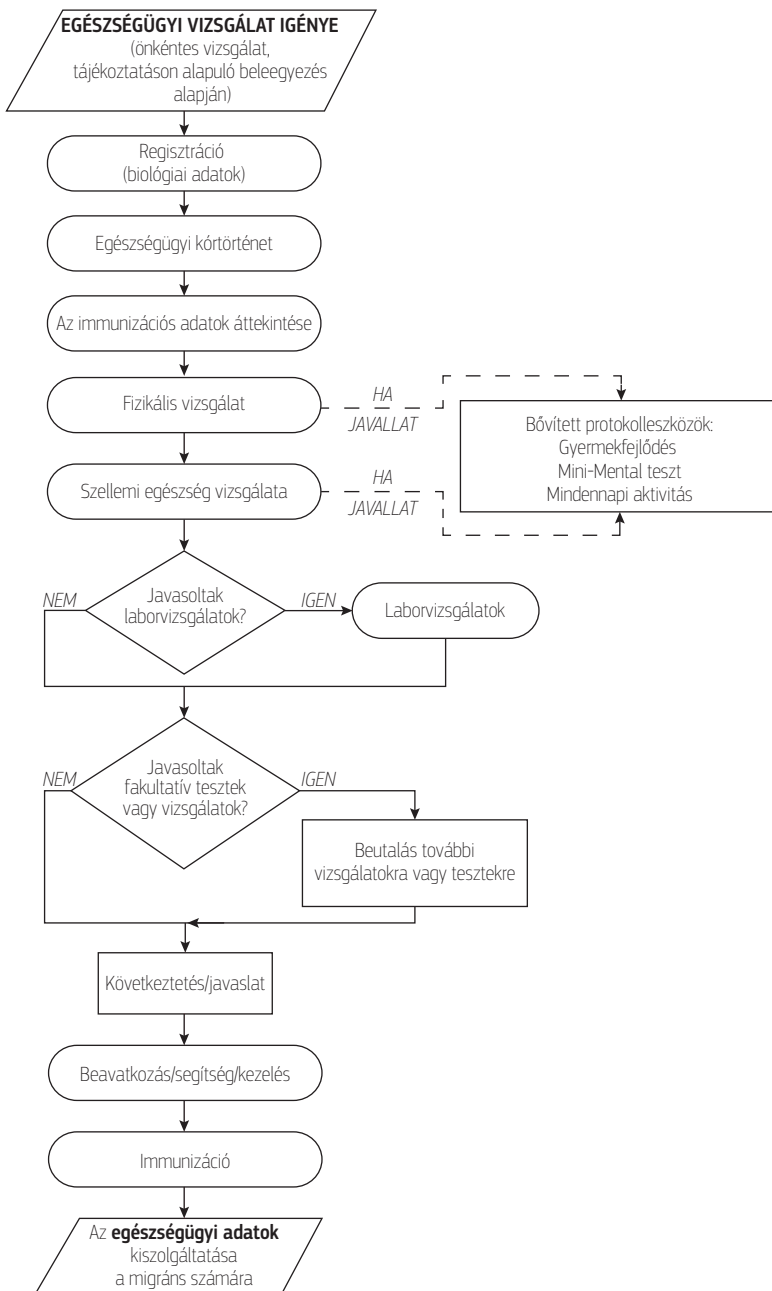 EGÉSZSÉGÜGYI VIZSGÁLAT IGÉNYE
(önkéntes vizsgálat,
tájékoztatáson alapuló beleegyezés
alapján)
Regisztráció
(biológiai adatok)
Egészségügyi kórtörténet
Az immunizációs adatok áttekintése
Fizikális vizsgálat
HA
JAVALLAT
Bővített protokolleszközök:
Gyermekfejlődés
Mini-Mental teszt
Mindennapi aktivitás
Szellemi egészség vizsgálata
HA
JAVALLAT
NEM
Javasoltak
laborvizsgálatok?
IGEN
Laborvizsgálatok
NEM
Javasoltak
fakultatív tesztek
vagy vizsgálatok?
IGEN
Beutalás további
vizsgálatokra vagy tesztekre
Következtetés/javaslat
Beavatkozás/segítség/kezelés
Immunizáció
Az egészségügyi adatok
kiszolgáltatása
a migráns számára